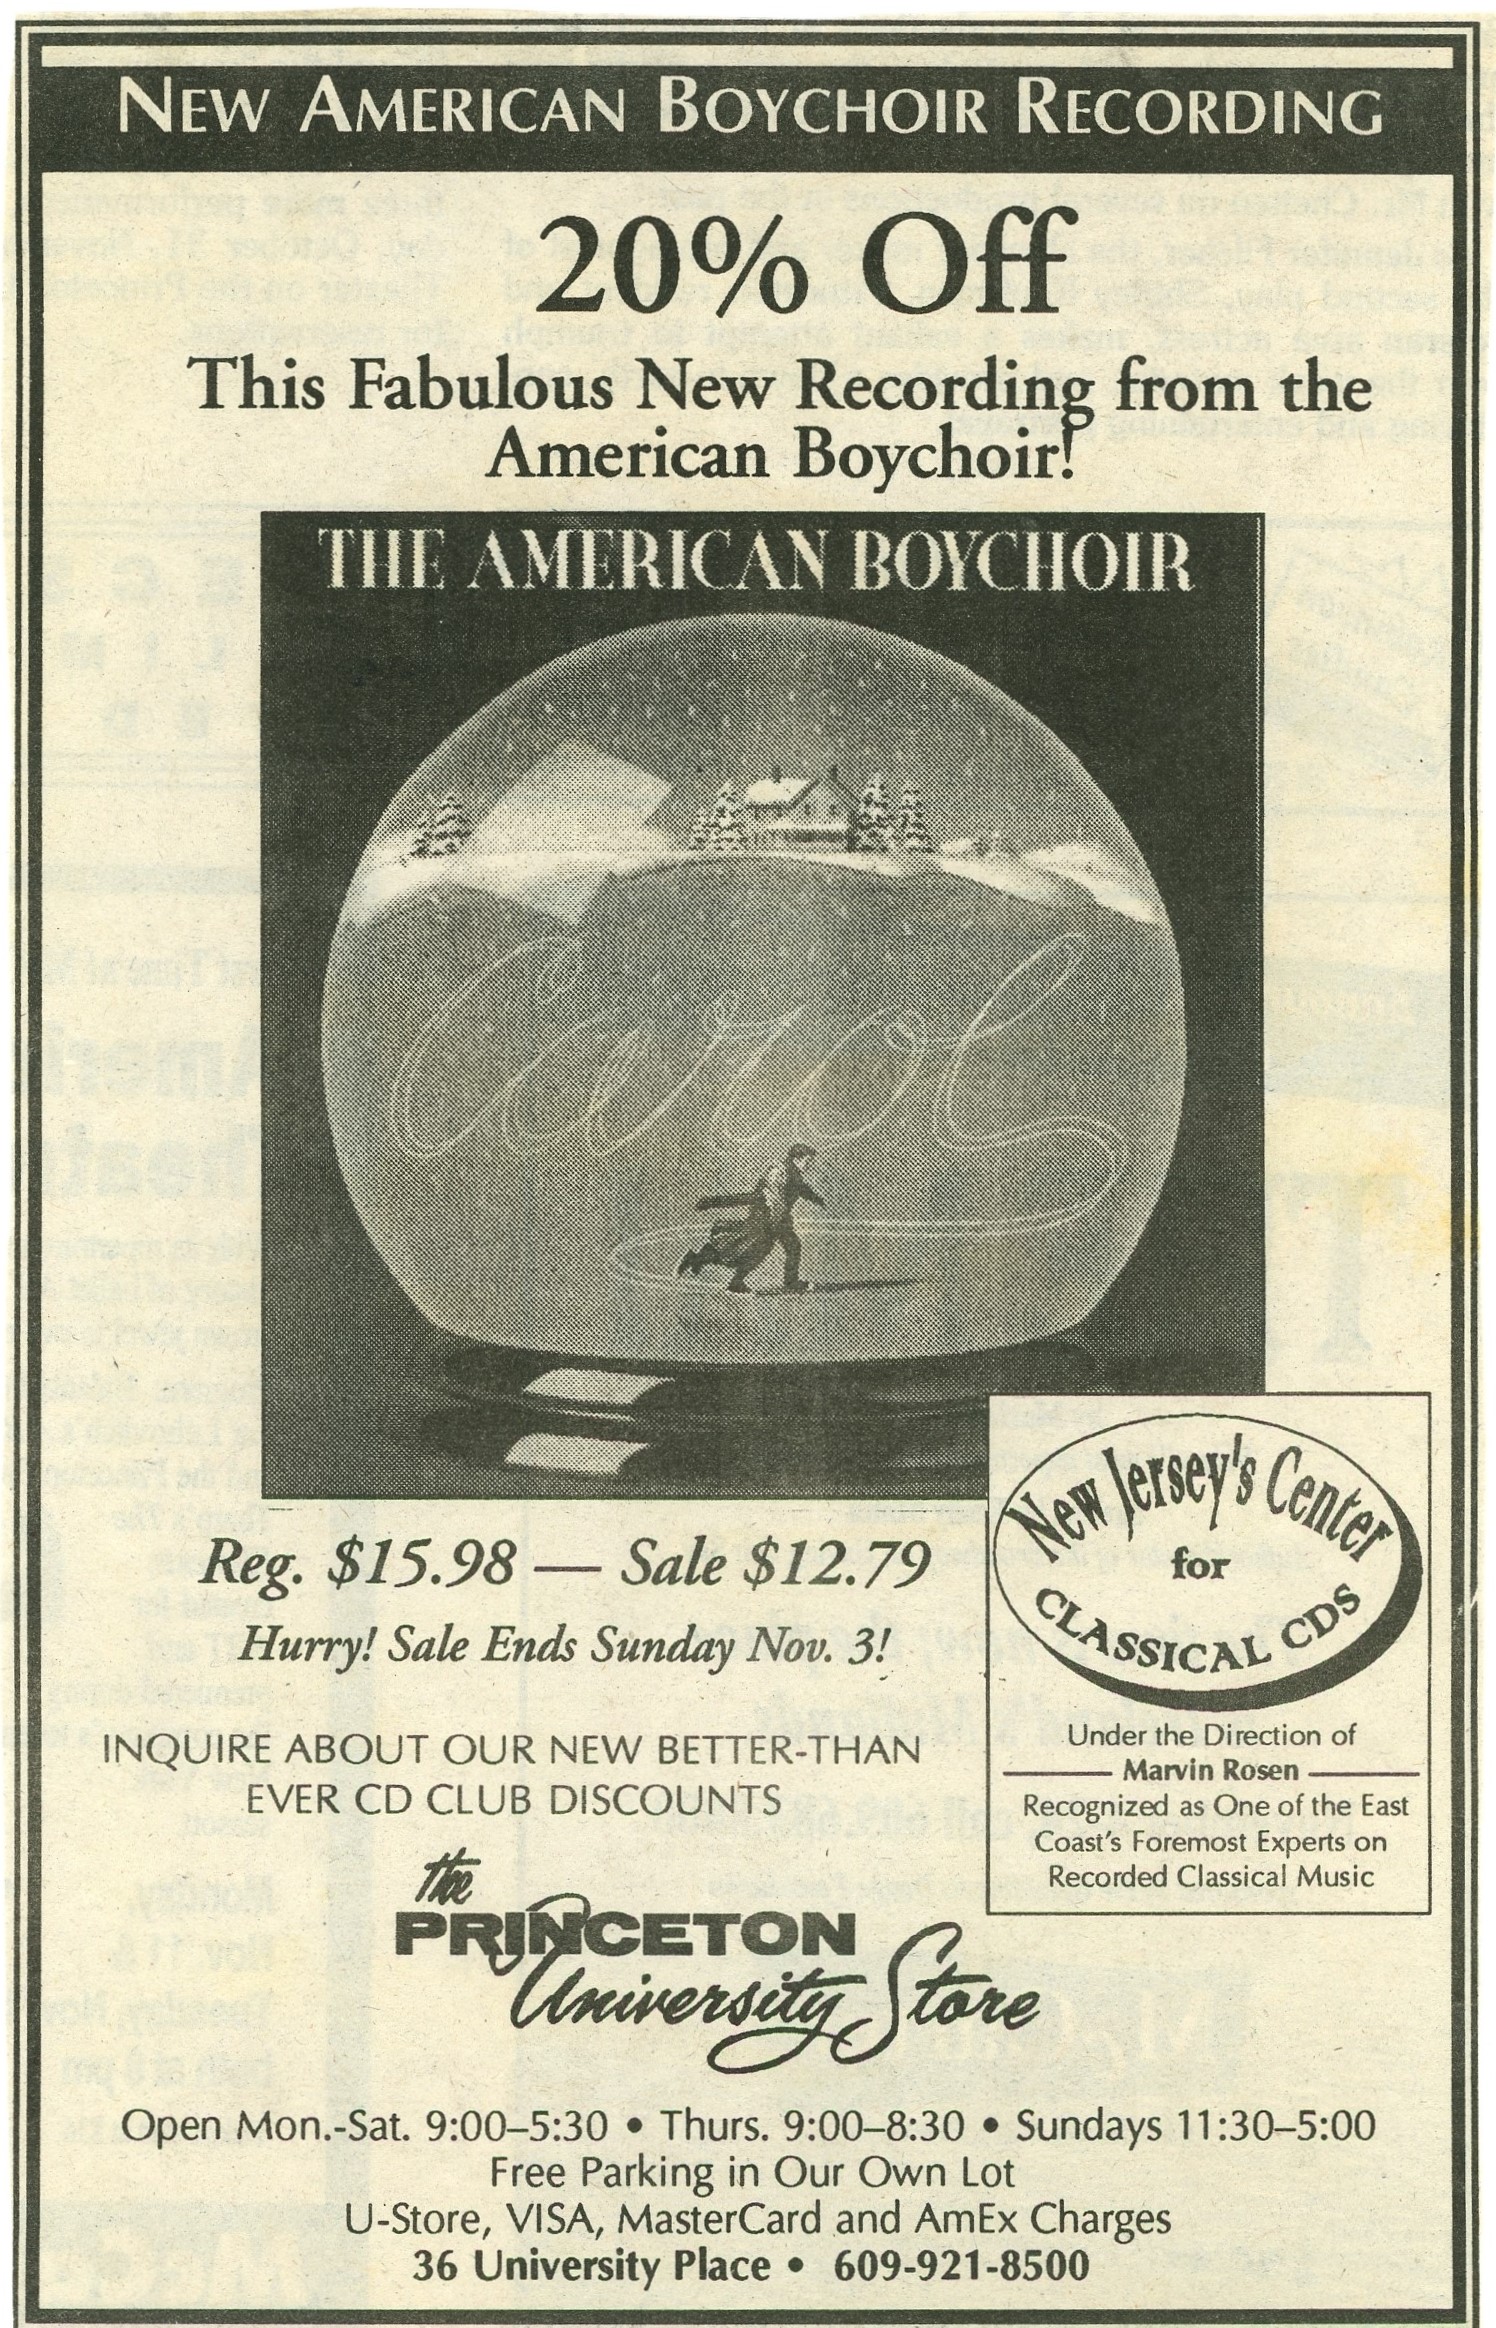 NEW AMERICAN BOYCHOIR RECORDING
20% Off
This Fabulous New Recording from the
American Boychoir!
THE AMERICAN BOYCHOIR
Carol
Reg. $15.98 — Sale $12.79
Hurry! Sale Ends Sunday Nov. 3!
INQUIRE ABOUT OUR NEW BETTER-THAN
EVER CD CLUB DISCOUNTS
New Jersey's Center
for
CLASSICAL CDS
Under the Direction of
Marvin Rosen
Recognized as One of the East
Coast's Foremost Experts on
Recorded Classical Music
the
PRINCETON
University Store
Open Mon.-Sat. 9:00–5:30 • Thurs. 9:00–8:30 • Sundays 11:30–5:00
Free Parking in Our Own Lot
U-Store, VISA, MasterCard and AmEx Charges
36 University Place • 609-921-8500